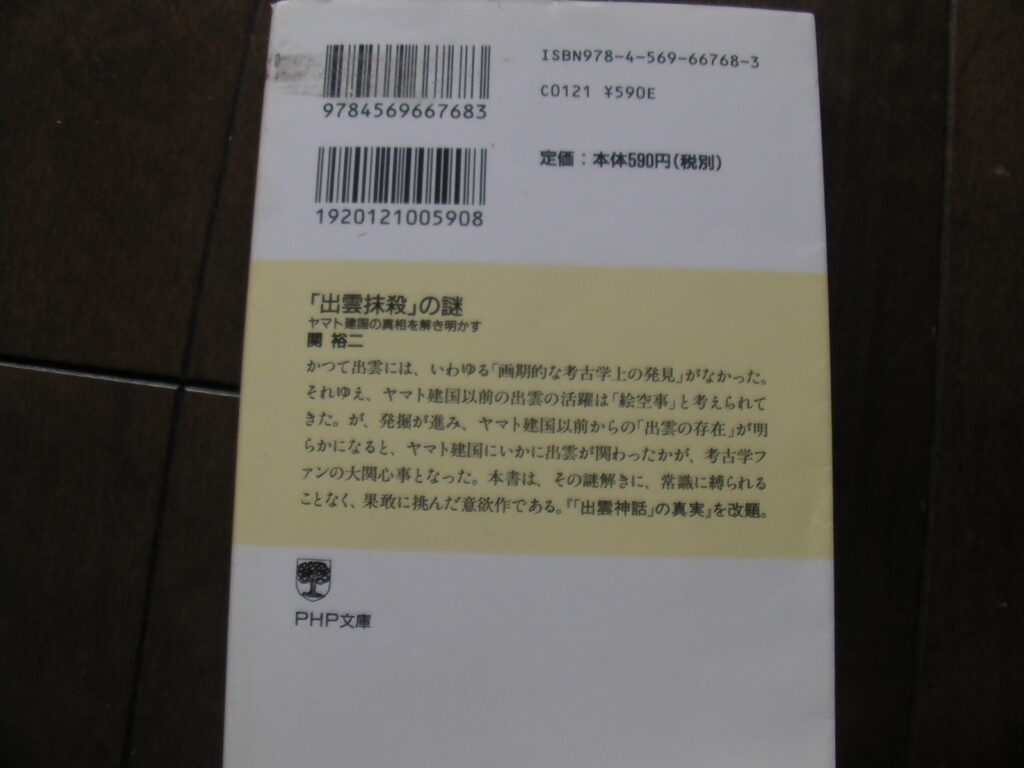 9784569667683
ISBN978-4-569-66768-3
C0121 ¥590E
1920121005908
定価：本体590円(税別)
「出雲抹殺」の謎
ヤマト建国の真相を解き明かす
関 裕二
かつて出雲には、いわゆる「画期的な考古学上の発見」がなかった。
それゆえ、ヤマト建国以前の出雲の活躍は「絵空事」と考えられて
きた。が、発掘が進み、ヤマト建国以前からの「出雲の存在」が明
らかになると、ヤマト建国にいかに出雲が関わったかが、考古学フ
ァンの大関心事となった。本書は、その謎解きに、常識に縛られる
ことなく、果敢に挑んだ意欲作である。『「出雲神話」の真実』を改題。
PHP文庫